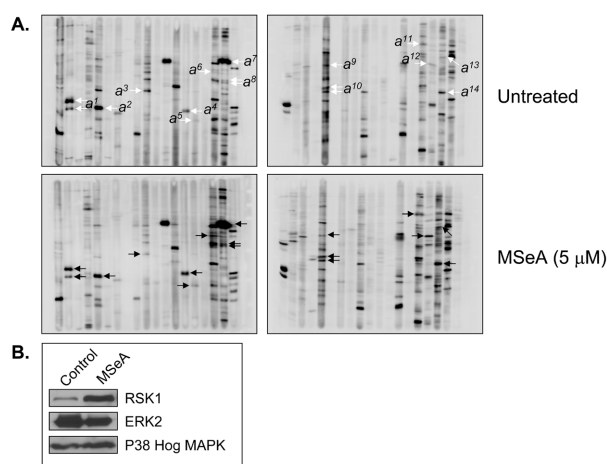 A.
a¹
a²
a³
a⁴
a⁵
a⁶
a⁷
a⁸
a⁹
a¹⁰
a¹¹
a¹²
a¹³
a¹⁴
Untreated
MSeA (5 μM)
B.
Control
MSeA
RSK1
ERK2
P38 Hog MAPK